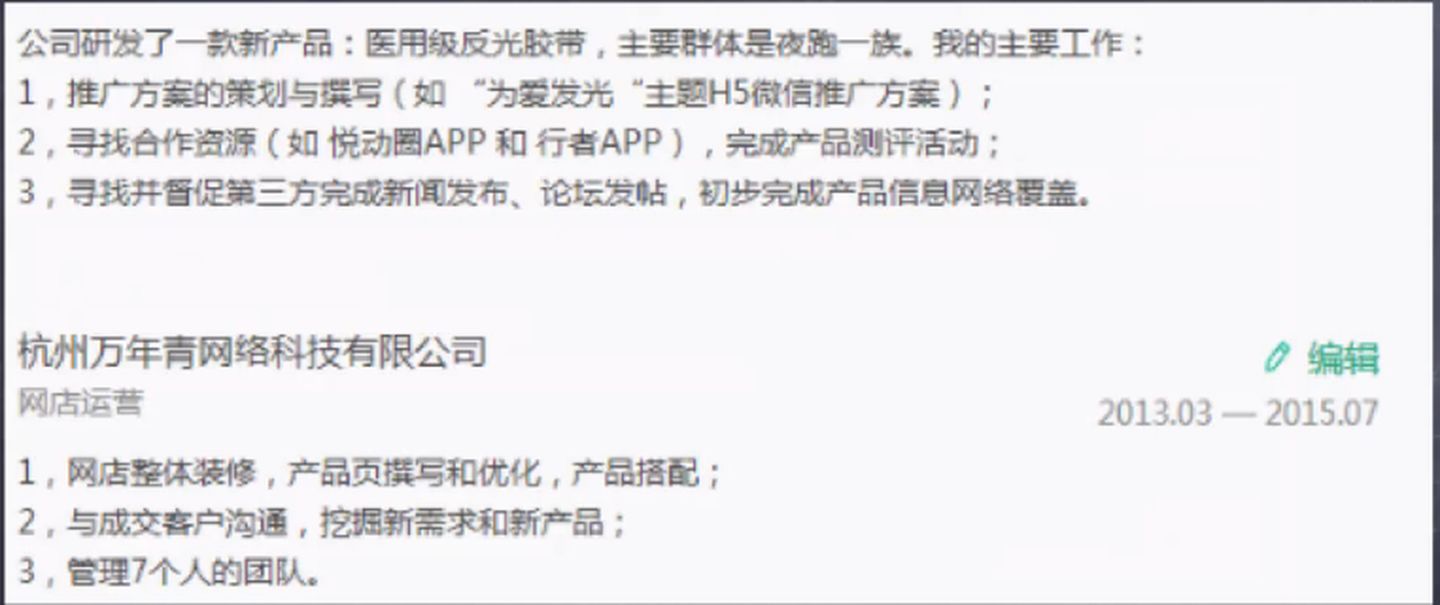 公司研发了一款新产品：医用级反光胶带，主要群体是夜跑一族。我的主要工作：
1，推广方案的策划与撰写（如 “为爱发光“主题H5微信推广方案）；
2，寻找合作资源（如 悦动圈APP 和 行者APP），完成产品测评活动；
3，寻找并督促第三方完成新闻发布、论坛发帖，初步完成产品信息网络覆盖。
杭州万年青网络科技有限公司
编辑
网店运营
2013.03 — 2015.07
1，网店整体装修，产品页撰写和优化，产品搭配；
2，与成交客户沟通，挖掘新需求和新产品；
3，管理7个人的团队。